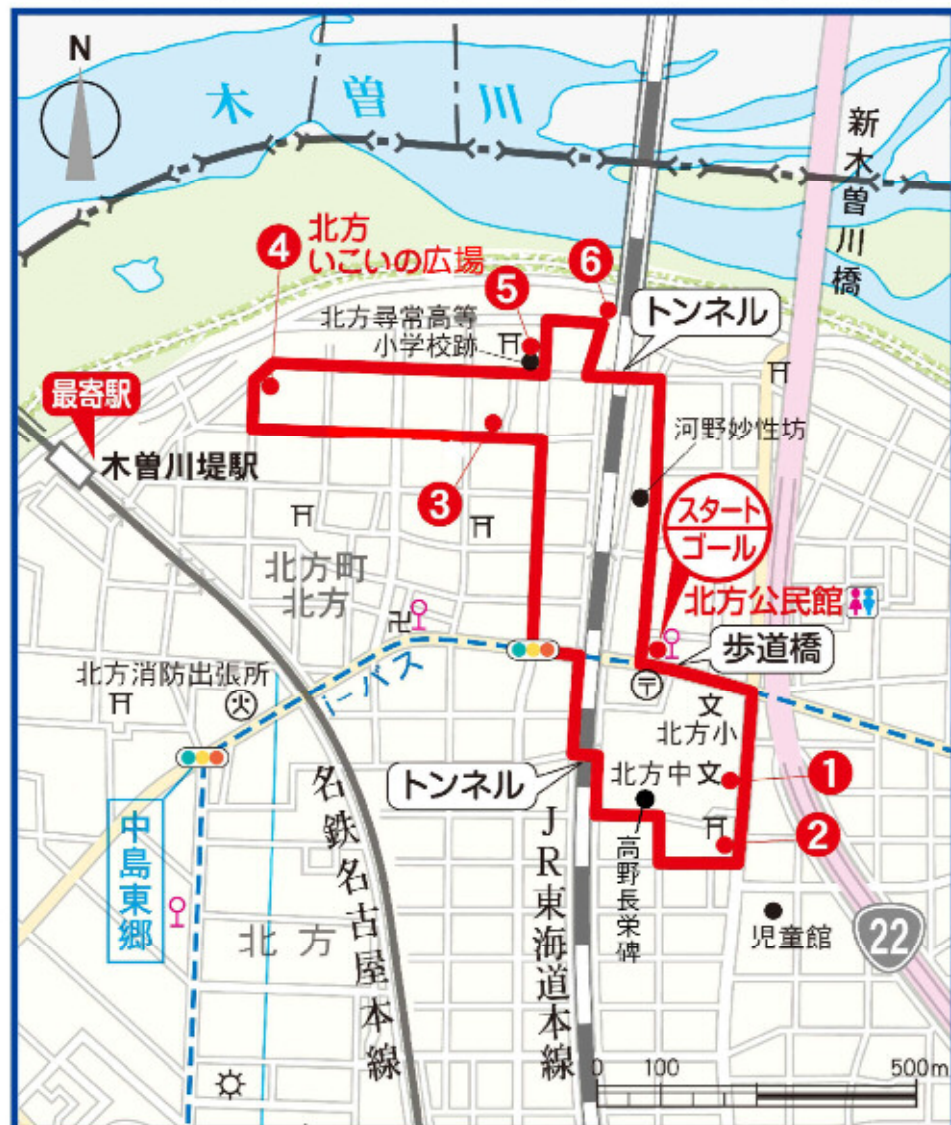 N
木曽川
新木曽川橋
④
北方
いこいの広場
⑥
⑤
北方尋常高等
小学校跡
トンネル
最寄駅
木曽川堤駅
河野妙性坊
③
スタート
ゴール
北方町
北方
北方公民館
歩道橋
i-バス
北方消防出張所
火
〒
文
北方小
トンネル
北方中
文
①
②
中島東郷
名鉄名古屋本線
JR東海道本線
高野長栄碑
児童館
22
北方
0
100
500m